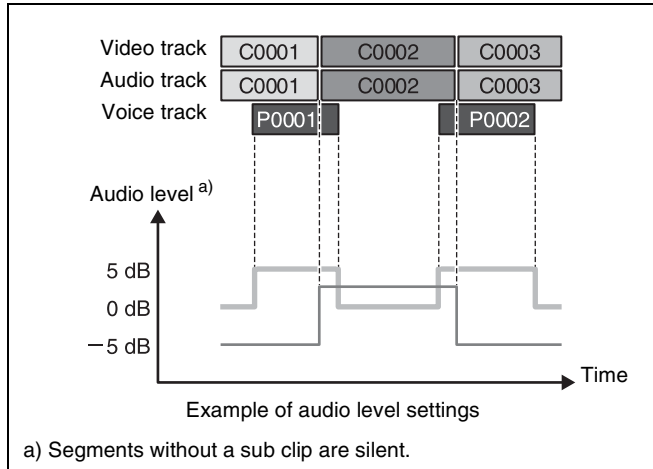 Video track C0001 C0002 C0003
Audio track C0001 C0002 C0003
Voice track P0001 P0002
Audio level a)
5 dB
0 dB
−5 dB
Time
Example of audio level settings
a) Segments without a sub clip are silent.